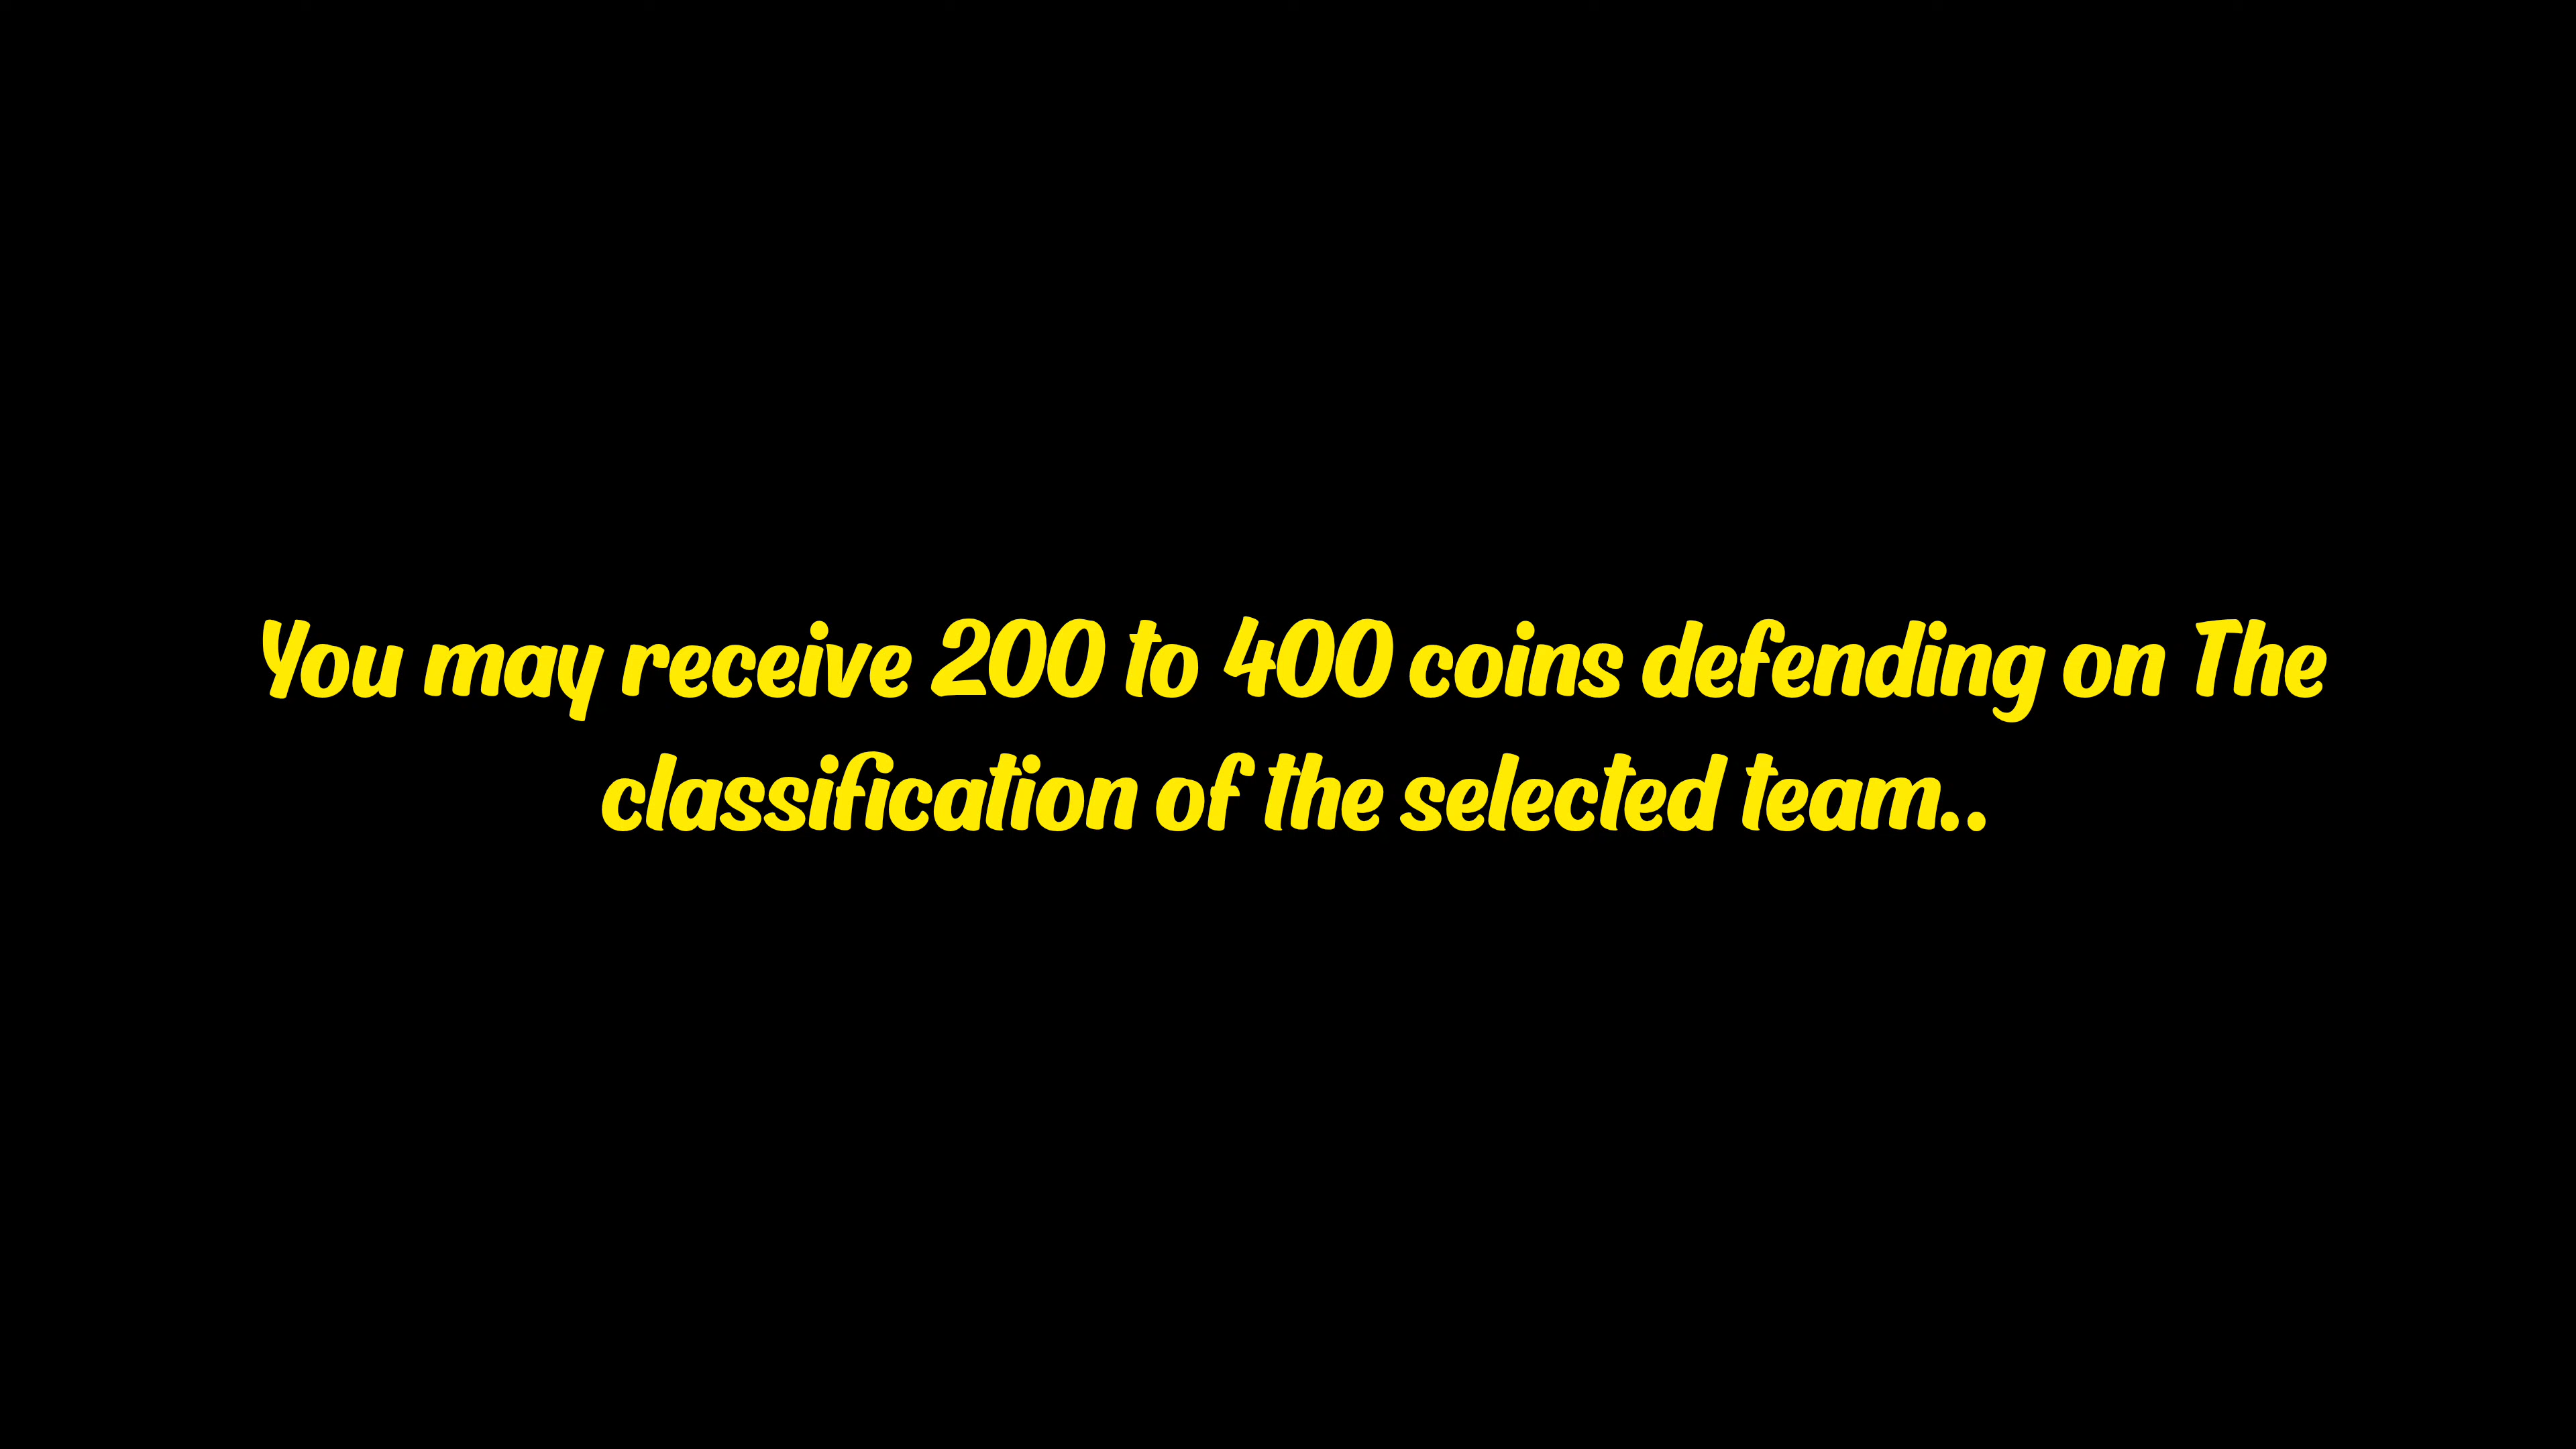 You may receive 200 to 400 coins defending on The
classification of the selected team..